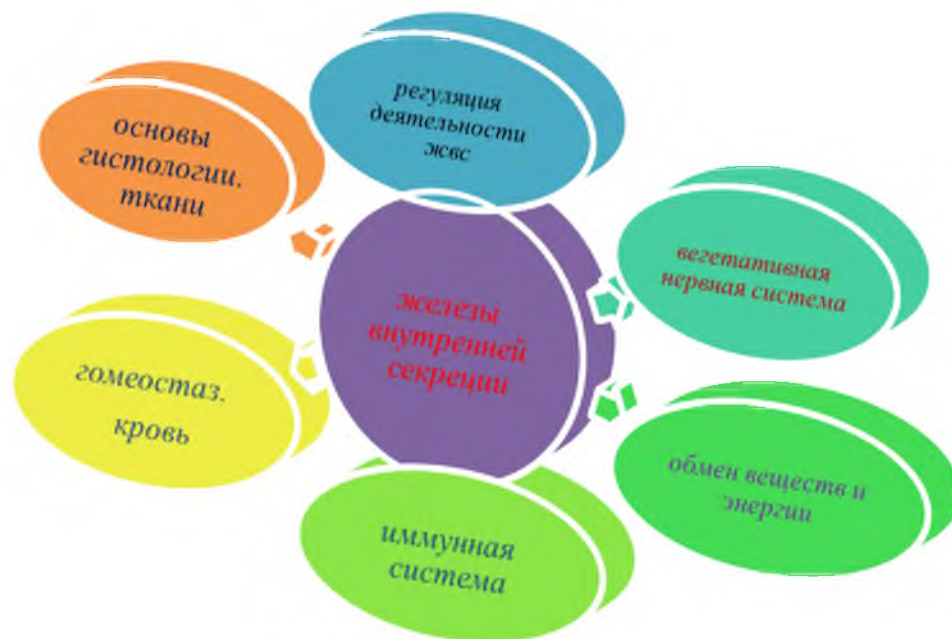 регуляция
деятельности
жвс
основы
гистологии.
ткани
вегетативная
нервная система
железы
внутренней
секреции
гомеостаз.
кровь
обмен веществ и
энергии
иммунная
система